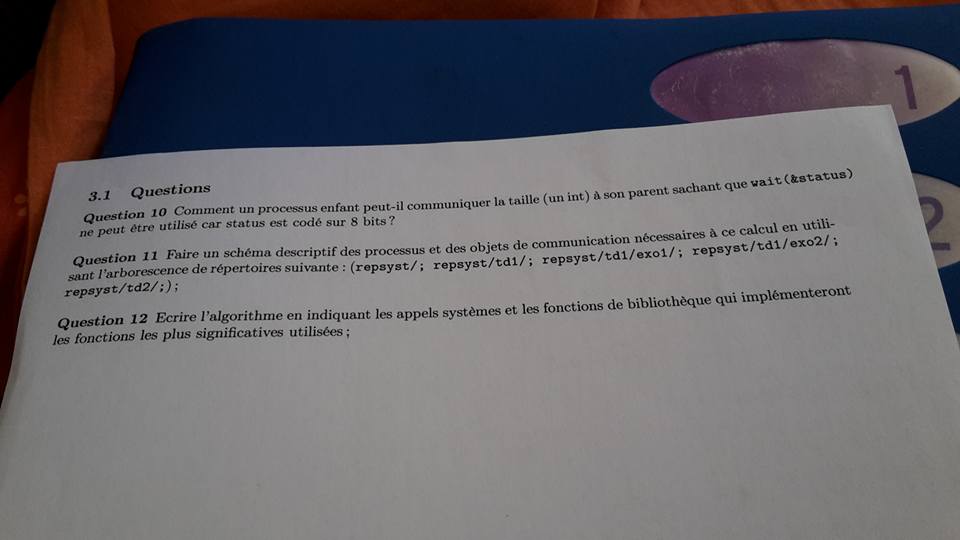 1
2
3.1 Questions
Question 10 Comment un processus enfant peut-il communiquer la taille (un int) à son parent sachant que wait(&status)
ne peut être utilisé car status est codé sur 8 bits ?
Question 11 Faire un schéma descriptif des processus et des objets de communication nécessaires à ce calcul en utili-
sant l'arborescence de répertoires suivante : (repsyst/; repsyst/td1/; repsyst/td1/exo1/; repsyst/td1/exo2/;
repsyst/td2/;);
Question 12 Ecrire l'algorithme en indiquant les appels systèmes et les fonctions de bibliothèque qui implémenteront
les fonctions les plus significatives utilisées ;